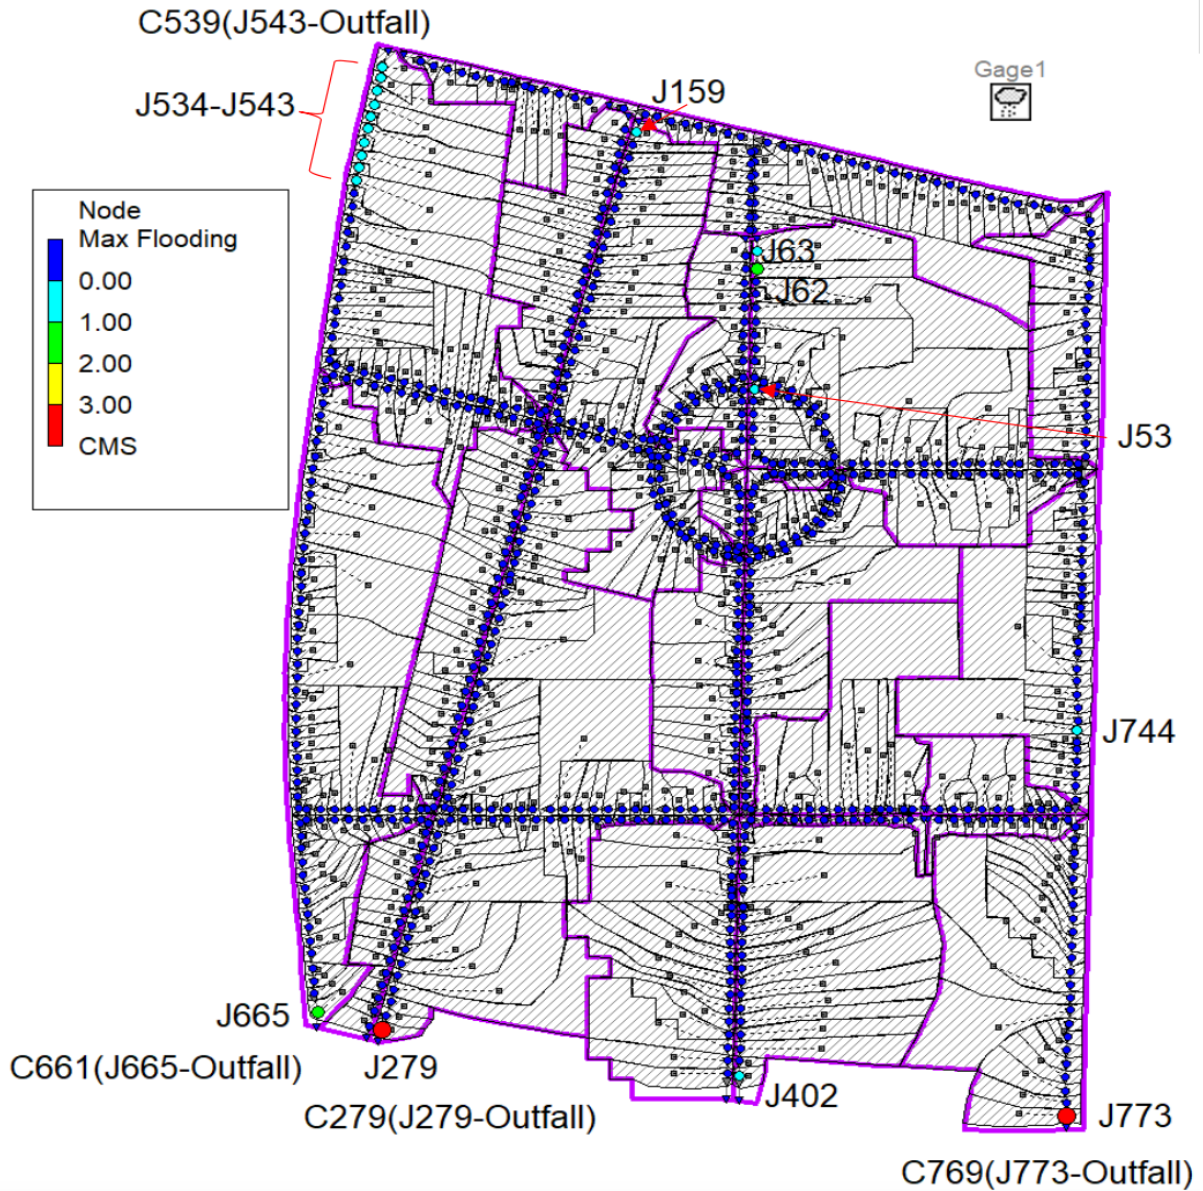 C539(J543-Outfall)
Gage1
J534-J543
J159
Node
Max Flooding
0.00
1.00
2.00
3.00
CMS
J63
J62
J53
J744
J665
C661(J665-Outfall)
J279
C279(J279-Outfall)
J402
J773
C769(J773-Outfall)